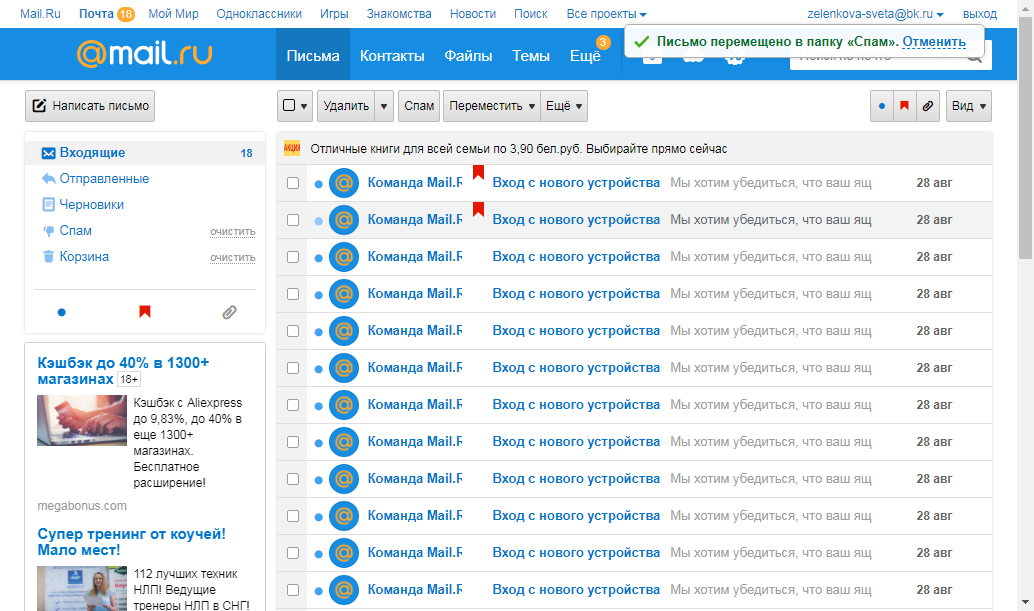 Mail.Ru Почта 18 Мой Мир Одноклассники Игры Знакомства Новости Поиск Все проекты zelenkova-sveta@bk.ru выход
@mail.ru Письма Контакты Файлы Темы Ещё 3
Письмо перемещено в папку «Спам». Отменить
Написать письмо Удалить Спам Переместить Ещё Вид
Входящие 18
Отправленные
Черновики
Спам очистить
Корзина очистить
Кэшбэк до 40% в 1300+
магазинах 18+
Кэшбэк с Aliexpress
до 9,83%, до 40% в
еще 1300+
магазинах.
Бесплатное
расширение!
megabonus.com
Супер тренинг от коучей!
Мало мест!
112 лучших техник
НЛП! Ведущие
тренеры НЛП в СНГ!
АКЦИЯ Отличные книги для всей семьи по 3,90 бел.руб. Выбирайте прямо сейчас
Команда Mail.R Вход с нового устройства Мы хотим убедиться, что ваш ящ 28 авг
Команда Mail.R Вход с нового устройства Мы хотим убедиться, что ваш ящ 28 авг
Команда Mail.R Вход с нового устройства Мы хотим убедиться, что ваш ящ 28 авг
Команда Mail.R Вход с нового устройства Мы хотим убедиться, что ваш ящ 28 авг
Команда Mail.R Вход с нового устройства Мы хотим убедиться, что ваш ящ 28 авг
Команда Mail.R Вход с нового устройства Мы хотим убедиться, что ваш ящ 28 авг
Команда Mail.R Вход с нового устройства Мы хотим убедиться, что ваш ящ 28 авг
Команда Mail.R Вход с нового устройства Мы хотим убедиться, что ваш ящ 28 авг
Команда Mail.R Вход с нового устройства Мы хотим убедиться, что ваш ящ 28 авг
Команда Mail.R Вход с нового устройства Мы хотим убедиться, что ваш ящ 28 авг
Команда Mail.R Вход с нового устройства Мы хотим убедиться, что ваш ящ 28 авг
Команда Mail.R Вход с нового устройства Мы хотим убедиться, что ваш ящ 28 авг